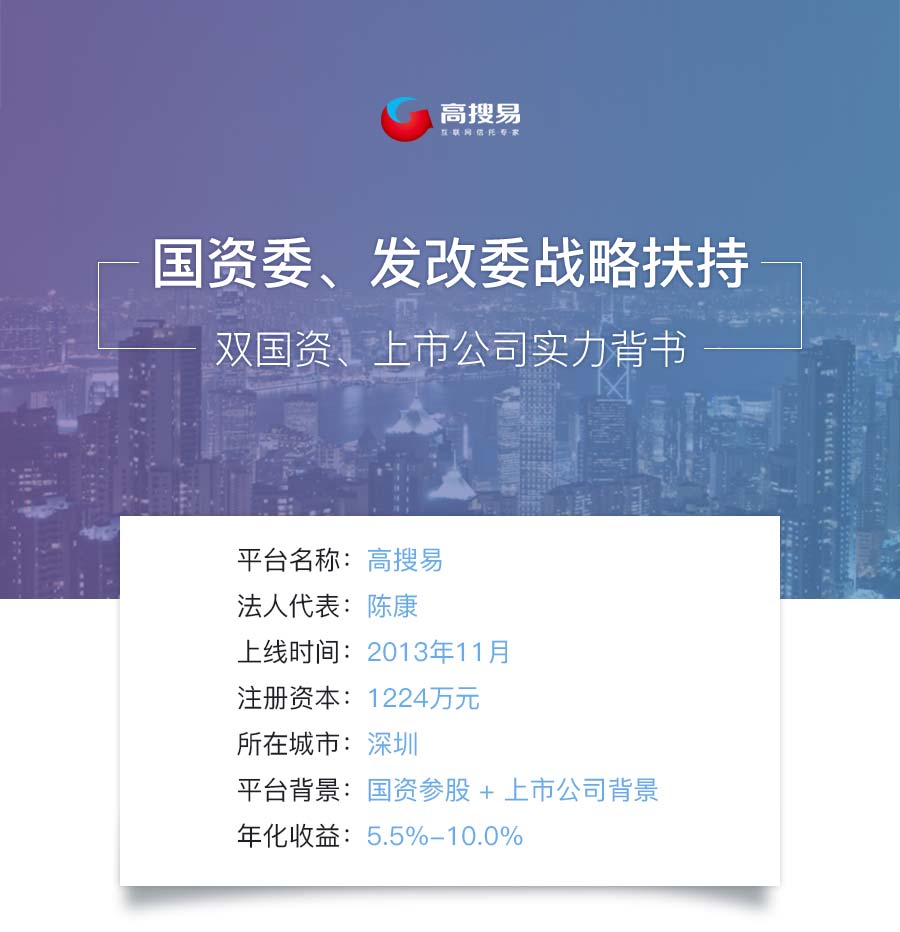 高搜易
互·联·网·信·托·专·家
国资委、发改委战略扶持
双国资、上市公司实力背书
平台名称：高搜易
法人代表：陈康
上线时间：2013年11月
注册资本：1224万元
所在城市：深圳
平台背景：国资参股 + 上市公司背景
年化收益：5.5%-10.0%